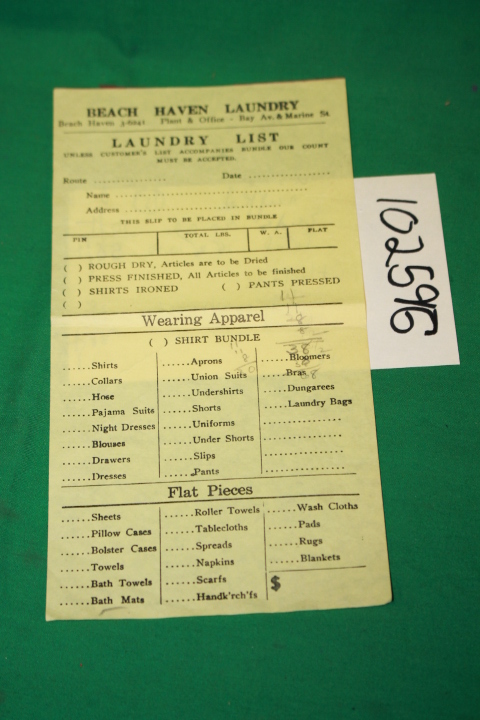 BEACH HAVEN LAUNDRY
Beach Haven 3-6241 Plant & Office - Bay Av. & Marine St.
LAUNDRY LIST
UNLESS CUSTOMER'S LIST ACCOMPANIES BUNDLE OUR COUNT
MUST BE ACCEPTED.
Route .................. Date ....................
Name ........................................
Address ........................................
THIS SLIP TO BE PLACED IN BUNDLE
PIN TOTAL LBS. W. A. FLAT
( ) ROUGH DRY, Articles are to be Dried
( ) PRESS FINISHED, All Articles to be finished
( ) SHIRTS IRONED ( ) PANTS PRESSED
( )
Wearing Apparel
( ) SHIRT BUNDLE
......Shirts
......Collars
......Hose
......Pajama Suits
......Night Dresses
......Blouses
......Drawers
......Dresses
......Aprons
......Union Suits
......Undershirts
......Shorts
......Uniforms
......Under Shorts
......Slips
......Pants
......Bloomers
......Bras
......Dungarees
......Laundry Bags
38
Flat Pieces
......Sheets
......Pillow Cases
......Bolster Cases
......Towels
......Bath Towels
......Bath Mats
......Roller Towels
......Tablecloths
......Spreads
......Napkins
......Scarfs
......Handk'rch'fs
......Wash Cloths
......Pads
......Rugs
......Blankets
$
102596